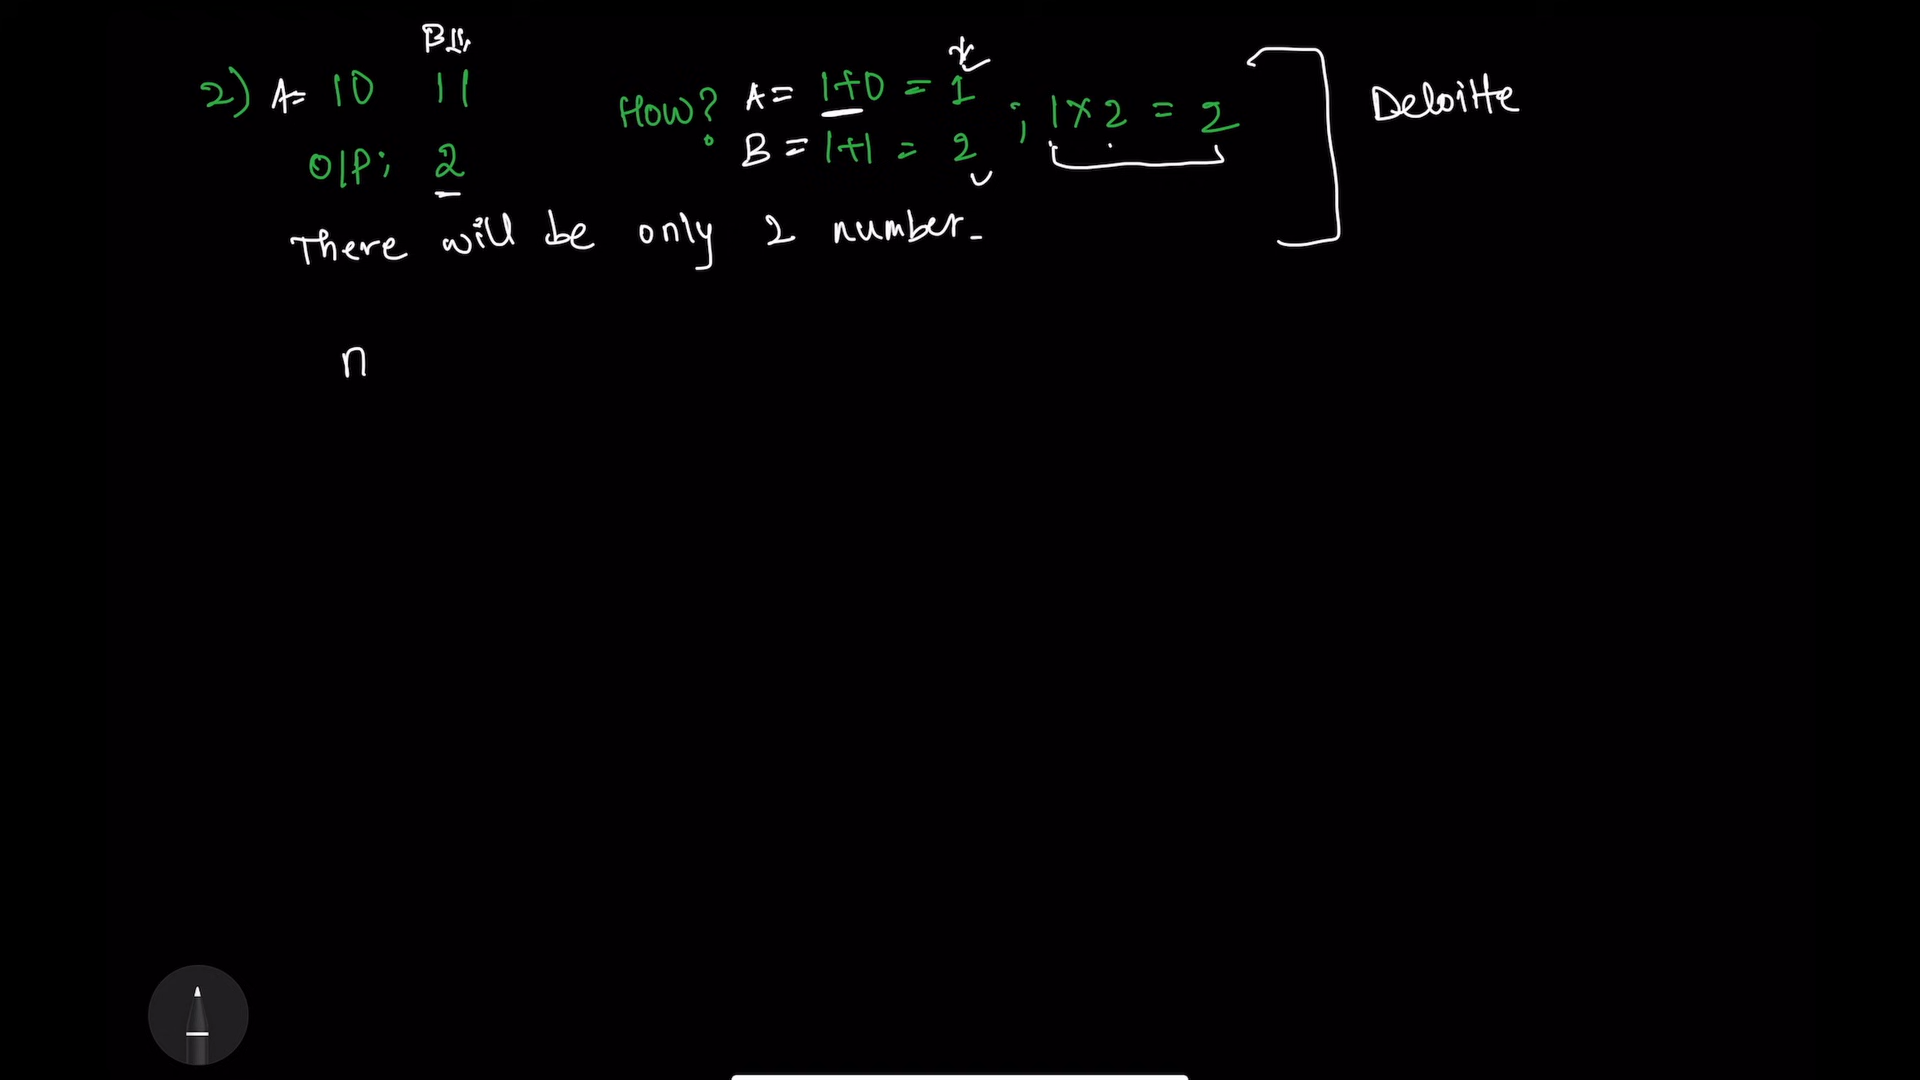 B=11
2) A= 10 11 How? A= 1+0 = 1 ; 1×2 = 2 Deloitte
B = 1+1 = 2
O/P; 2
There will be only 2 number.
n